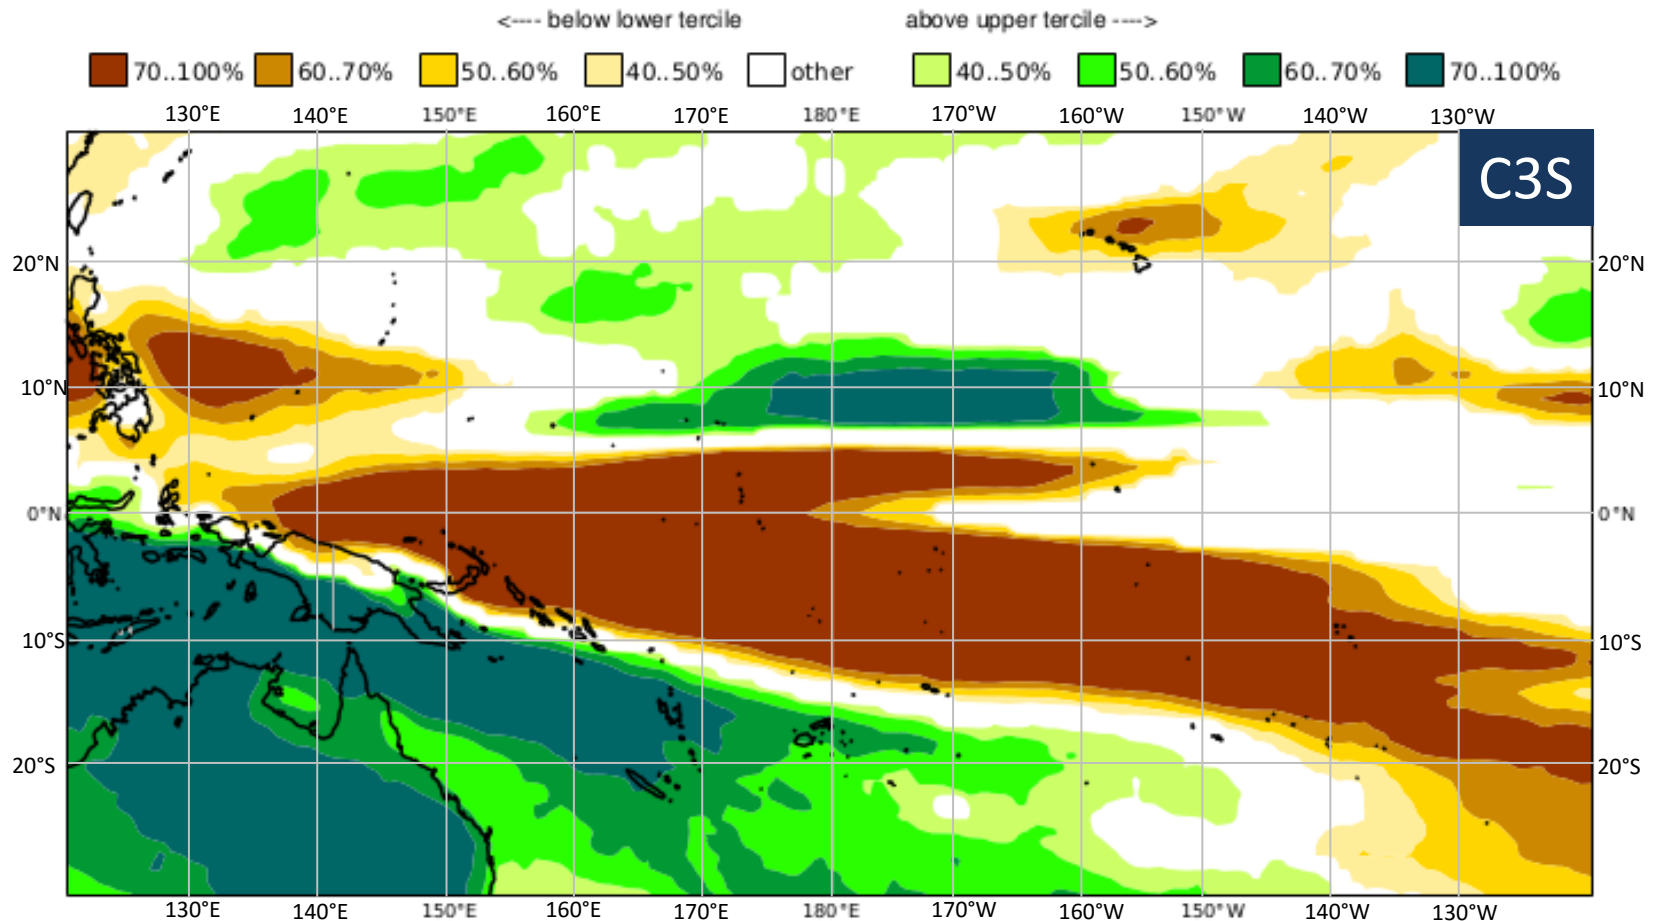 <---- below lower tercile above upper tercile ---->
70..100% 60..70% 50..60% 40..50% other 40..50% 50..60% 60..70% 70..100%
130°E 140°E 150°E 160°E 170°E 180°E 170°W 160°W 150°W 140°W 130°W
C3S
20°N 20°N
10°N 10°N
0°N 0°N
10°S 10°S
20°S 20°S
130°E 140°E 150°E 160°E 170°E 180°E 170°W 160°W 150°W 140°W 130°W